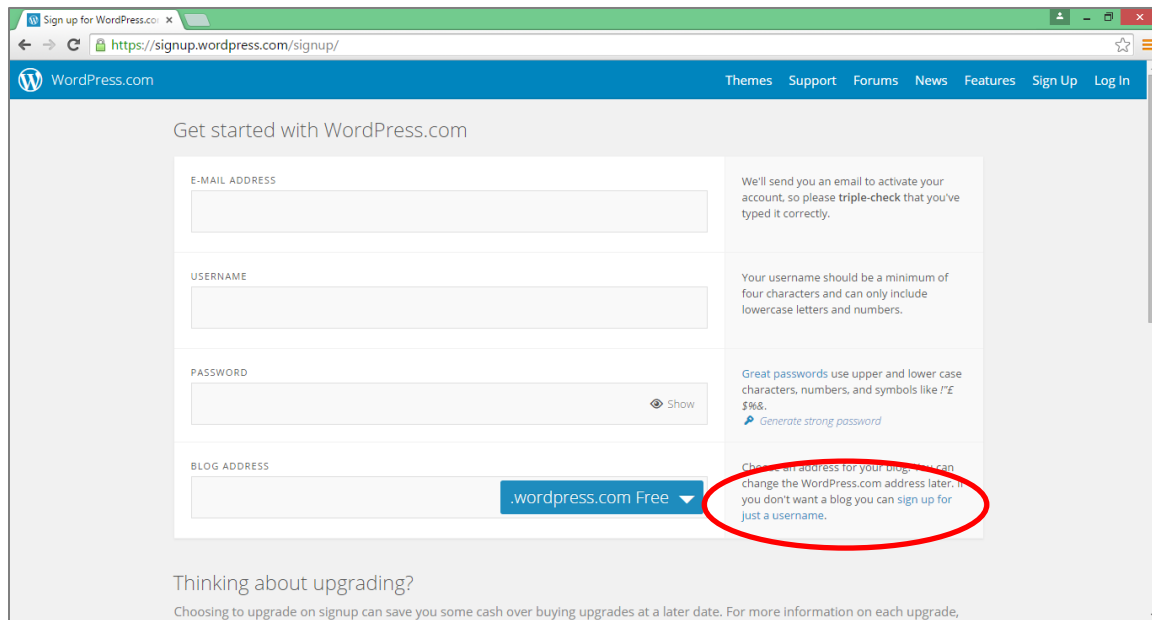 Sign up for WordPress.co
https://signup.wordpress.com/signup/
WordPress.com
Themes Support Forums News Features Sign Up Log In
Get started with WordPress.com
E-MAIL ADDRESS
We'll send you an email to activate your
account, so please triple-check that you've
typed it correctly.
USERNAME
Your username should be a minimum of
four characters and can only include
lowercase letters and numbers.
PASSWORD
Show
Great passwords use upper and lower case
characters, numbers, and symbols like !"£
$%&.
Generate strong password
BLOG ADDRESS
.wordpress.com Free
Choose an address for your blog. You can
change the WordPress.com address later. If
you don't want a blog you can sign up for
just a username.
Thinking about upgrading?
Choosing to upgrade on signup can save you some cash over buying upgrades at a later date. For more information on each upgrade,